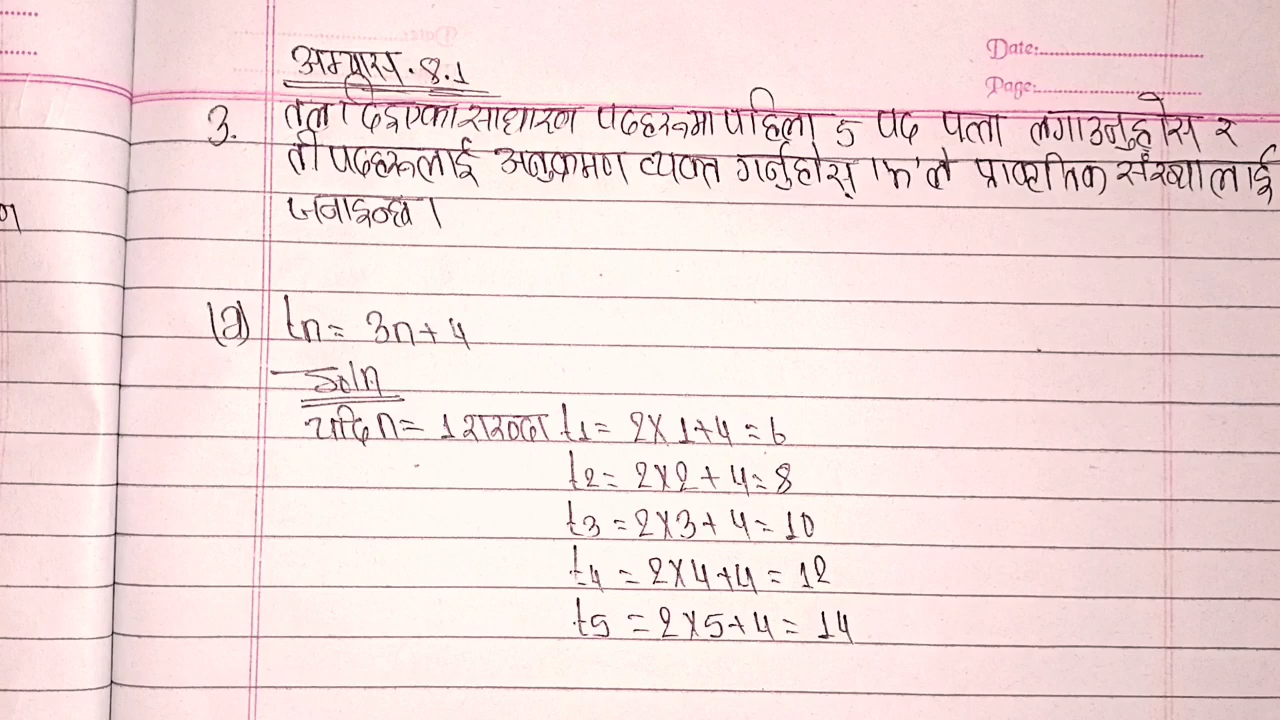 Date:
Page:
अभ्यास. 8.1
3. तल दिइएका साधारण पदहरूमा पहिला 5 पद पत्ता लगाउनुहोस र
ती पदहरूलाई अनुक्रमण व्यक्त गर्नुहोस् । 'n' ले प्राकृतिक संख्यालाई
जनाइन्छ ।
(a) tn = 3n + 4
soln
यदि n = 1 राख्दा t1 = 2 x 1 + 4 = 6
t2 = 2 x 2 + 4 = 8
t3 = 2 x 3 + 4 = 10
t4 = 2 x 4 + 4 = 12
t5 = 2 x 5 + 4 = 14